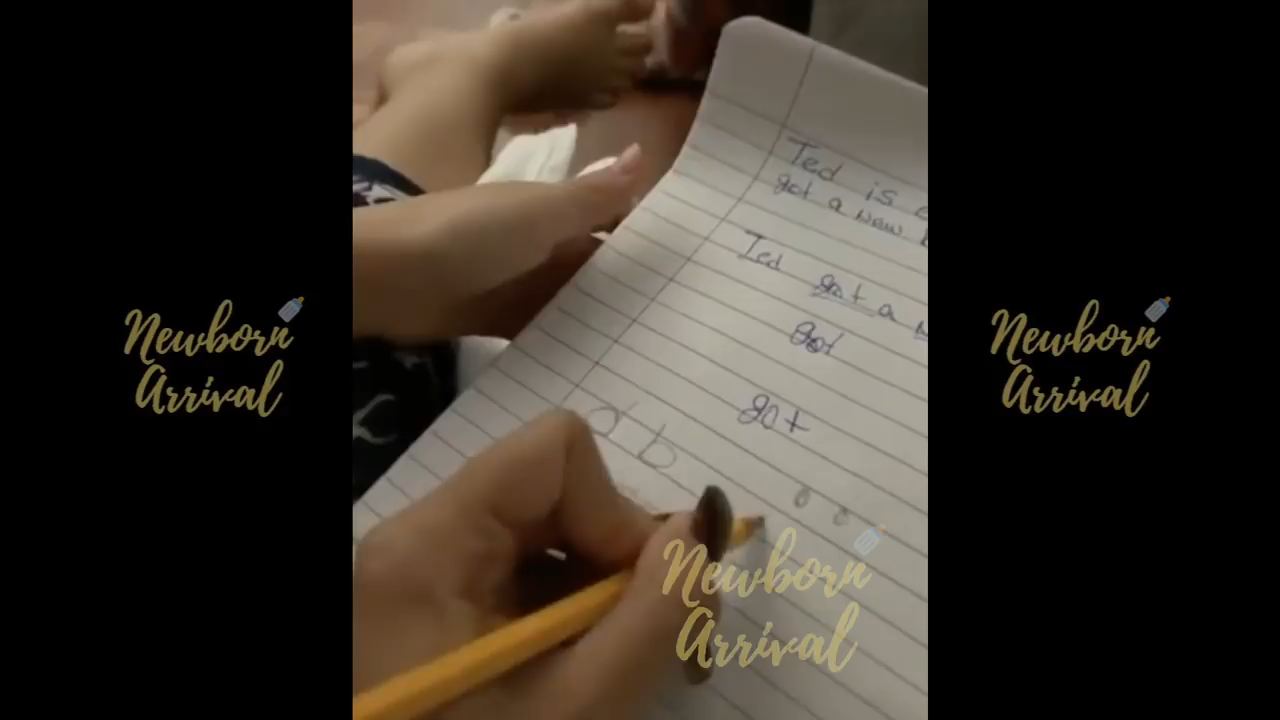 Ted is
got a new
Ted got a
got
got
a b
Newborn
Arrival
Newborn
Arrival
Newborn
Arrival